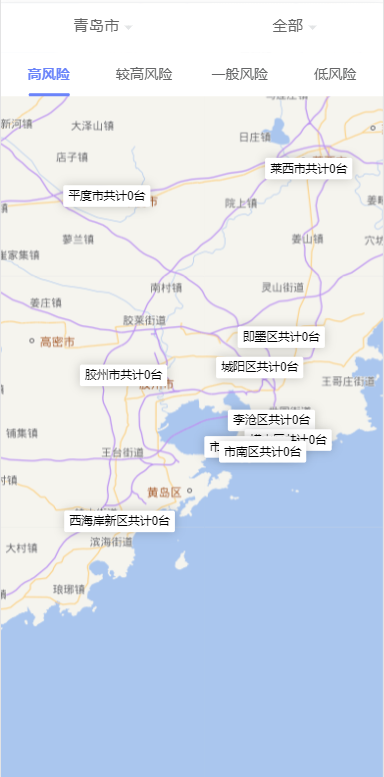 青岛市 全部
高风险 较高风险 一般风险 低风险
新河镇
大泽山镇
日庄镇
店子镇
莱西市共计0台
平度市共计0台
市
院上镇
蓼兰镇
姜山镇
崔家集镇
南村镇
灵山街道
姜庄镇
胶莱街道
高密市
即墨区共计0台
城阳区共计0台
胶州市共计0台
王哥庄街道
李沧区共计0台
铺集镇
王台镇
市南区共计0台
黄岛区
西海岸新区共计0台
大村镇
滨海街道
琅琊镇